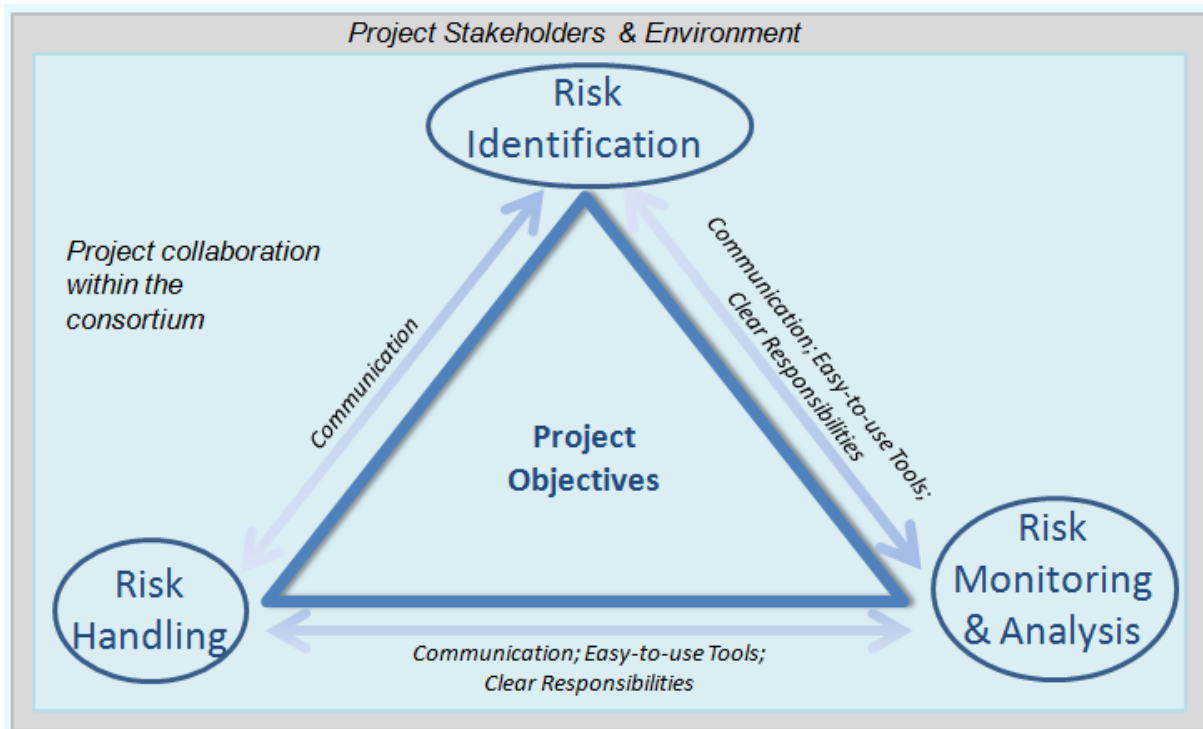 Project Stakeholders & Environment
Risk
Identification
Project collaboration
within the
consortium
Communication
Communication; Easy-to-use Tools;
Clear Responsibilities
Project
Objectives
Risk
Handling
Risk
Monitoring
& Analysis
Communication; Easy-to-use Tools;
Clear Responsibilities